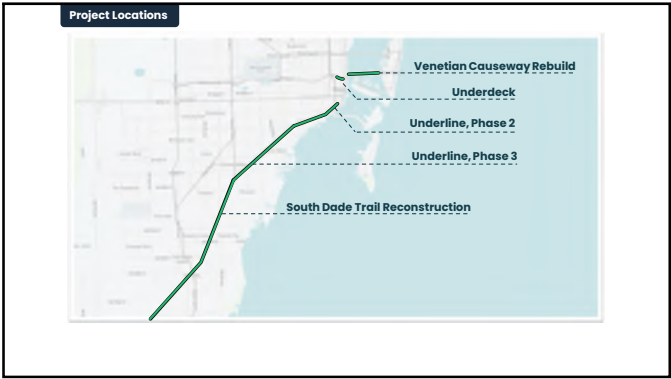 Project Locations
Venetian Causeway Rebuild
Underdeck
Underline, Phase 2
Underline, Phase 3
South Dade Trail Reconstruction